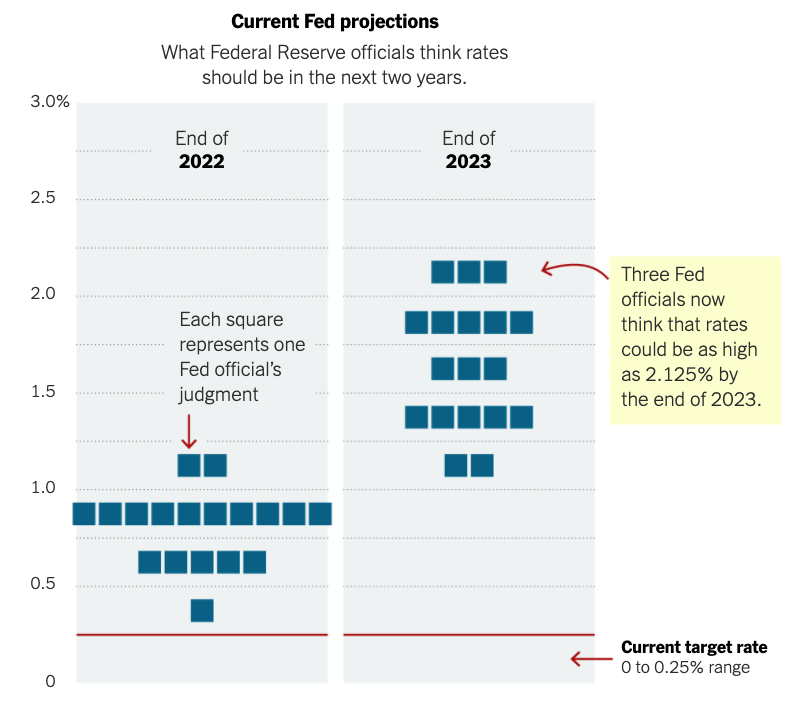 Current Fed projections
What Federal Reserve officials think rates
should be in the next two years.
3.0%
End of
2022
End of
2023
2.5
Three Fed
officials now
think that rates
could be as high
as 2.125% by
the end of 2023.
2.0
Each square
represents one
Fed official’s
judgment
1.5
1.0
0.5
Current target rate
0 to 0.25% range
0